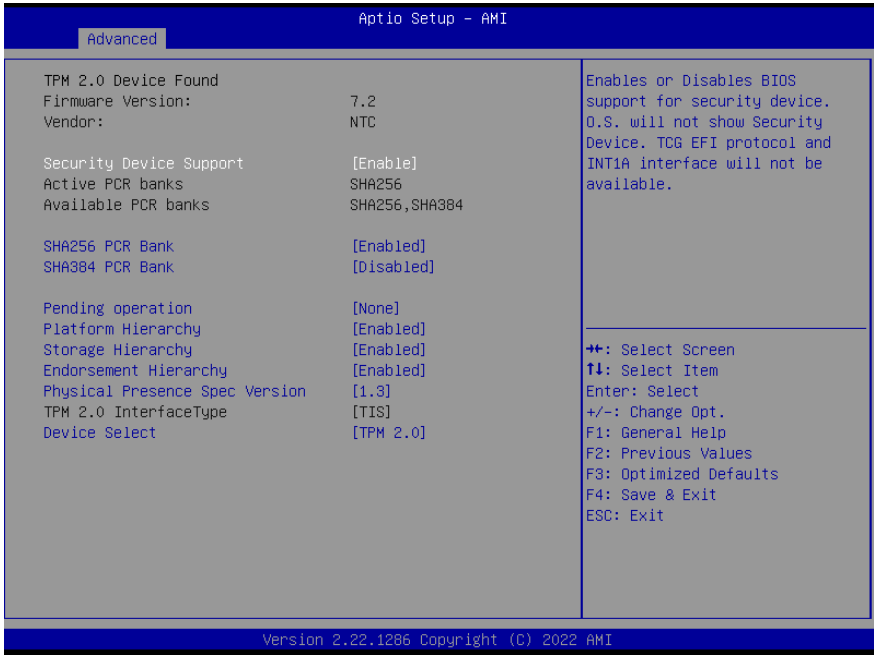 Aptio Setup - AMI
Advanced
TPM 2.0 Device Found
Firmware Version: 7.2
Vendor: NTC
Security Device Support [Enable]
Active PCR banks SHA256
Available PCR banks SHA256,SHA384
SHA256 PCR Bank [Enabled]
SHA384 PCR Bank [Disabled]
Pending operation [None]
Platform Hierarchy [Enabled]
Storage Hierarchy [Enabled]
Endorsement Hierarchy [Enabled]
Physical Presence Spec Version [1.3]
TPM 2.0 InterfaceType [TIS]
Device Select [TPM 2.0]
Enables or Disables BIOS
support for security device.
O.S. will not show Security
Device. TCG EFI protocol and
INT1A interface will not be
available.
→←: Select Screen
↑↓: Select Item
Enter: Select
+/-: Change Opt.
F1: General Help
F2: Previous Values
F3: Optimized Defaults
F4: Save & Exit
ESC: Exit
Version 2.22.1286 Copyright (C) 2022 AMI